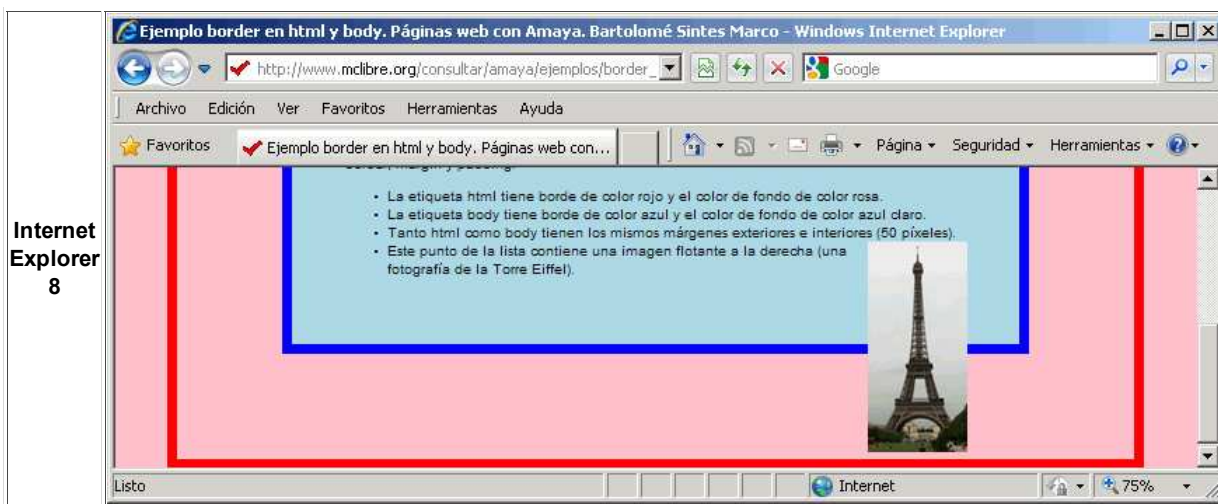 Internet
Explorer
8
Ejemplo border en html y body. Páginas web con Amaya. Bartolomé Sintes Marco - Windows Internet Explorer
http://www.mclibre.org/consultar/amaya/ejemplos/border_
Google
Archivo Edición Ver Favoritos Herramientas Ayuda
Favoritos
Ejemplo border en html y body. Páginas web con...
Página Seguridad Herramientas
• La etiqueta html tiene borde de color rojo y el color de fondo de color rosa.
• La etiqueta body tiene borde de color azul y el color de fondo de color azul claro.
• Tanto html como body tienen los mismos márgenes exteriores e interiores (50 píxeles).
• Este punto de la lista contiene una imagen flotante a la derecha (una
fotografía de la Torre Eiffel).
Listo
Internet
75%